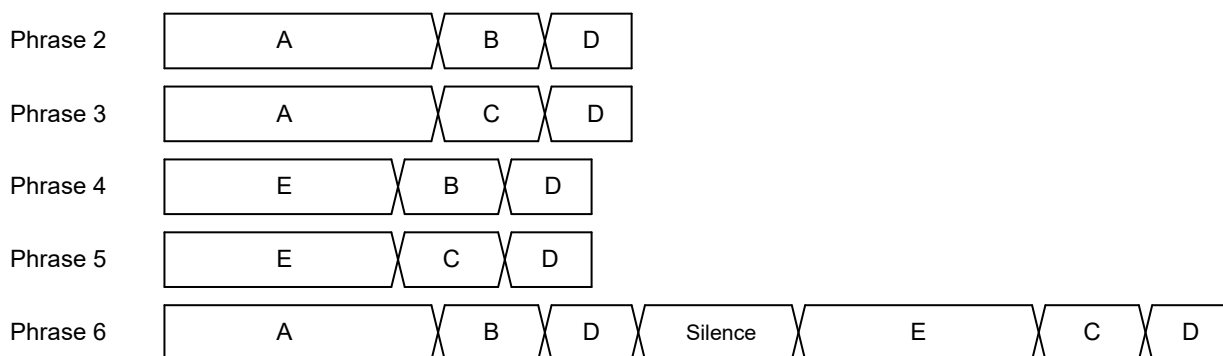 Phrase 2 A B D
Phrase 3 A C D
Phrase 4 E B D
Phrase 5 E C D
Phrase 6 A B D Silence E C D